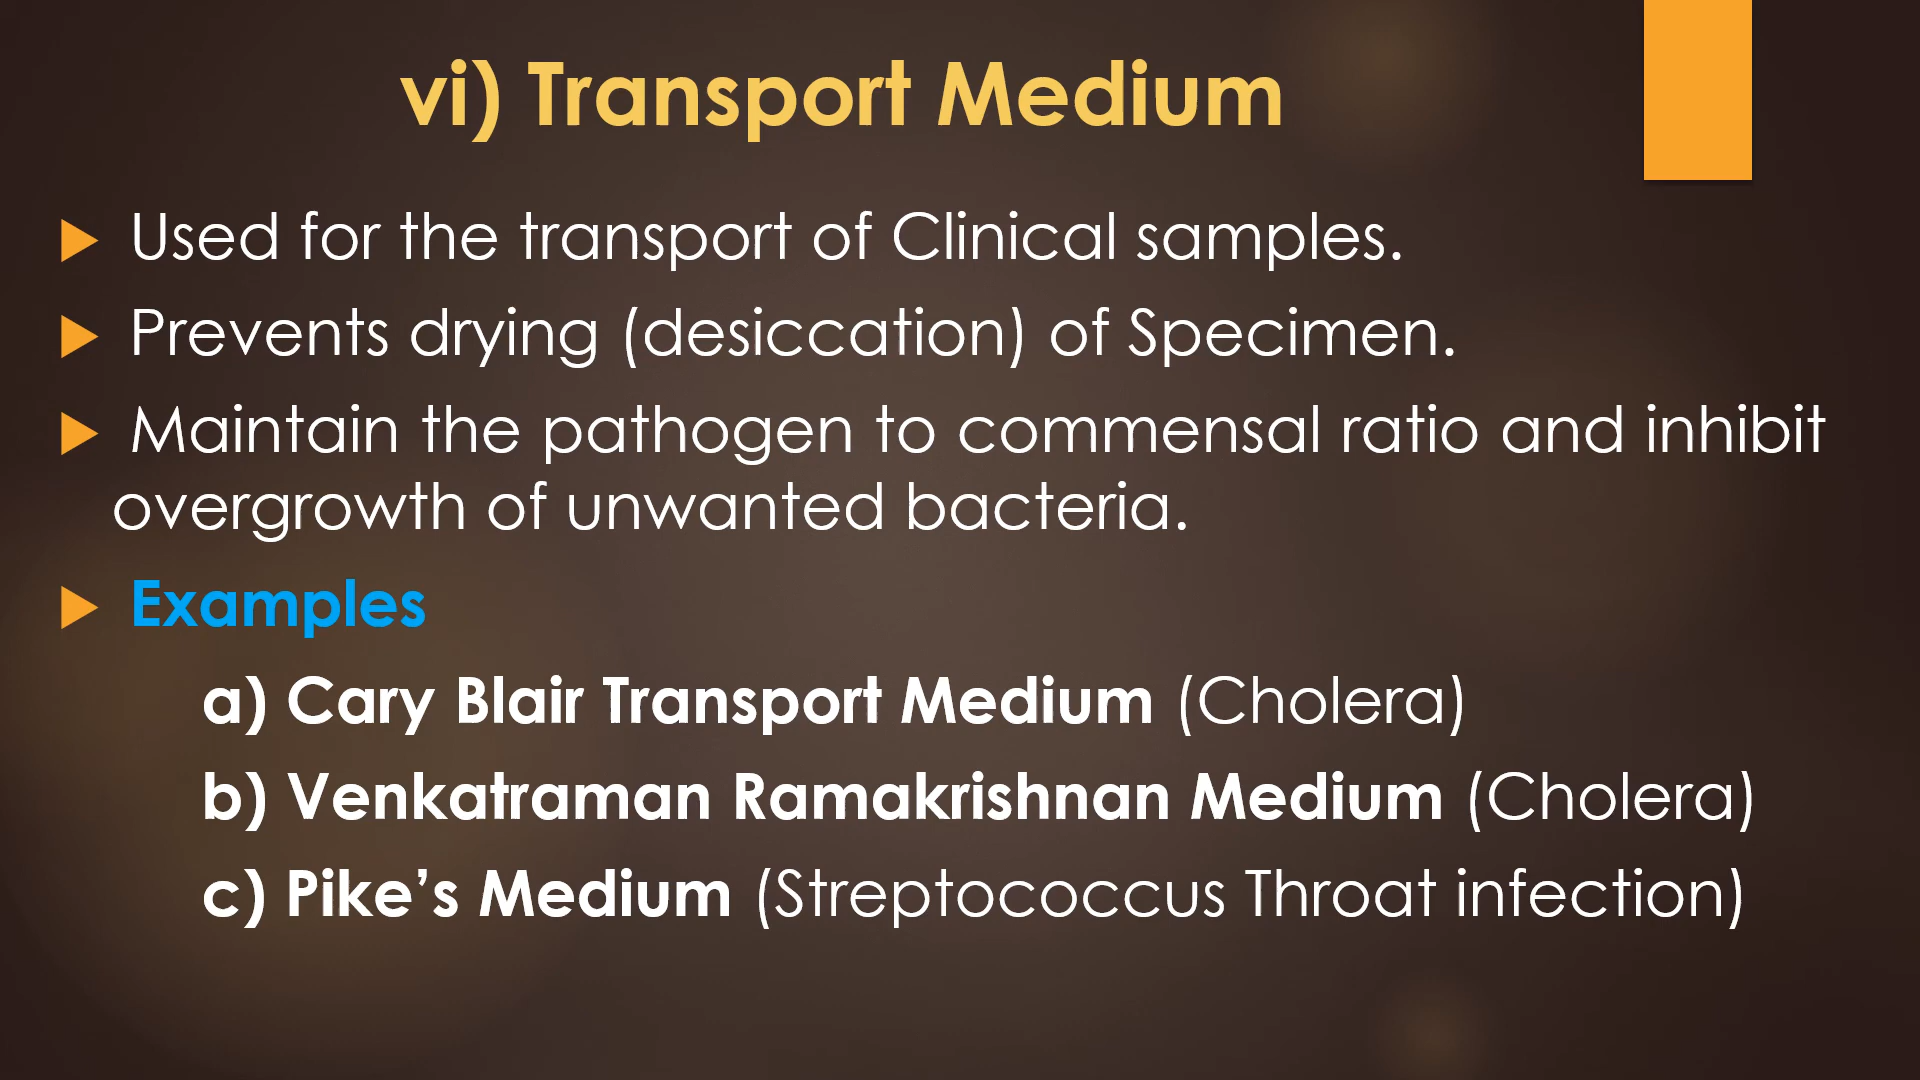 vi) Transport Medium
Used for the transport of Clinical samples.
Prevents drying (desiccation) of Specimen.
Maintain the pathogen to commensal ratio and inhibit
overgrowth of unwanted bacteria.
Examples
a) Cary Blair Transport Medium (Cholera)
b) Venkatraman Ramakrishnan Medium (Cholera)
c) Pike’s Medium (Streptococcus Throat infection)